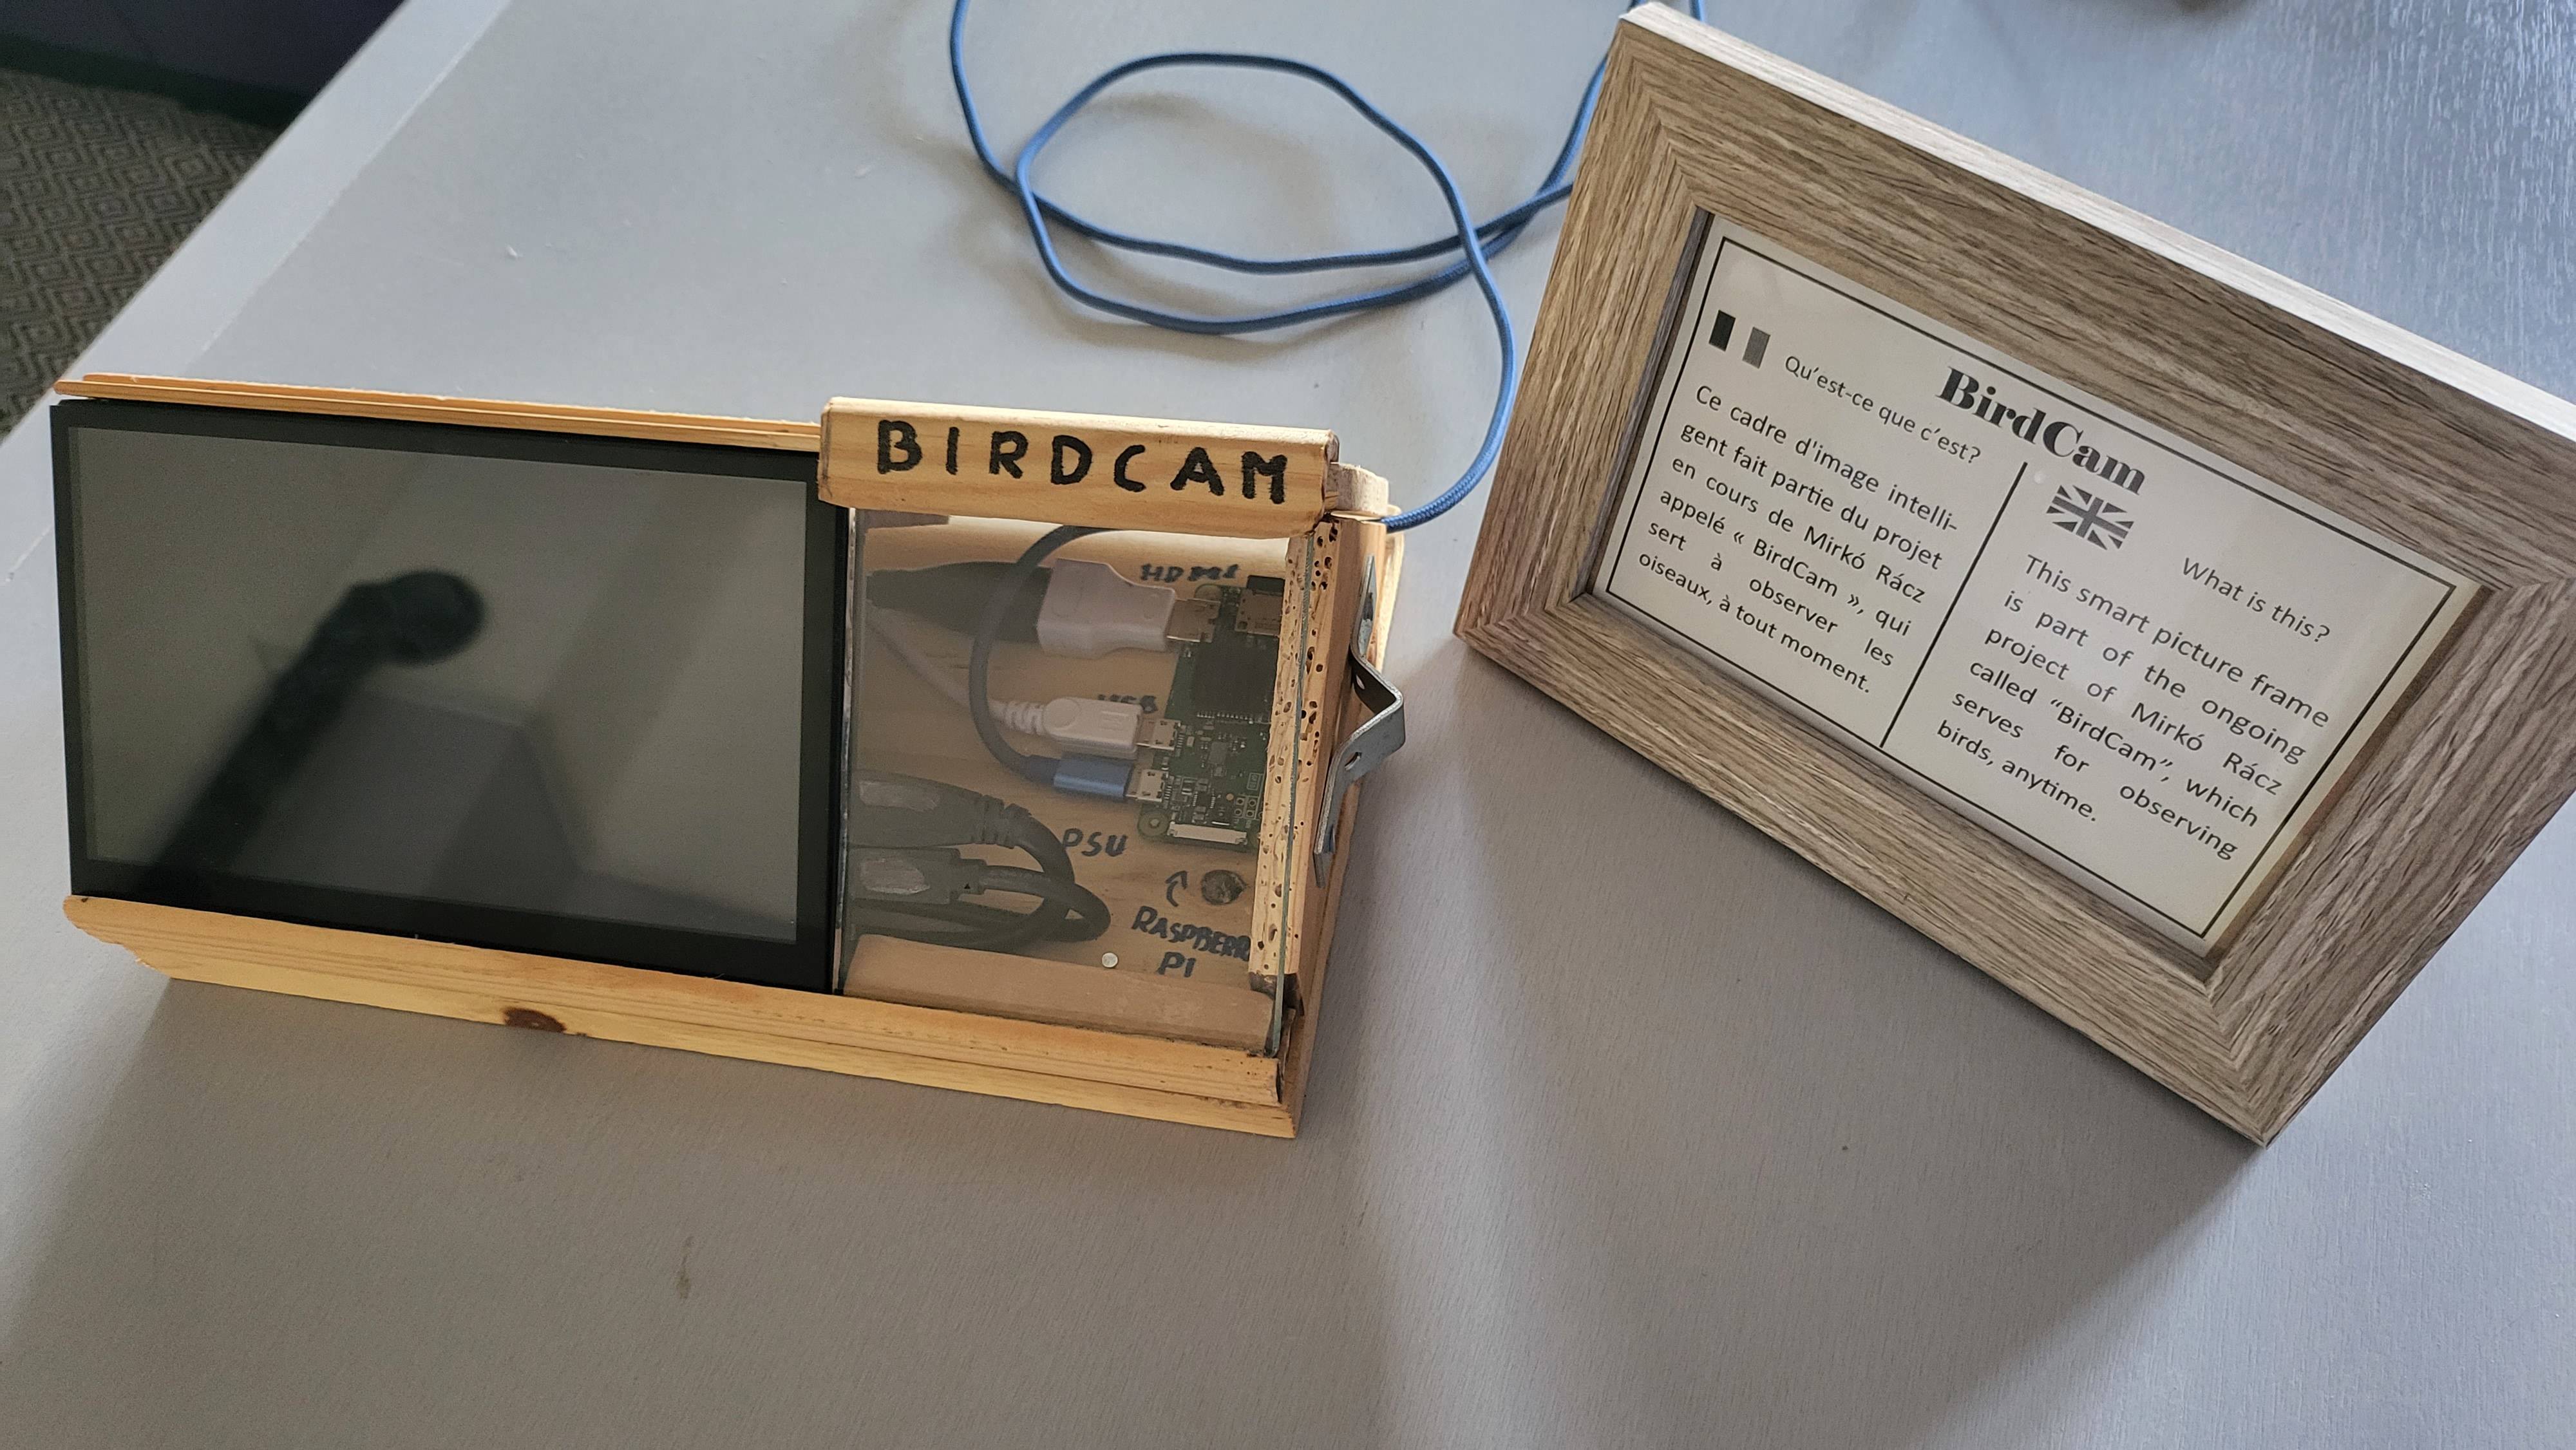 BIRDCAM
HDMI
USB
PSU
RASPBERRY
PI
BirdCam
Qu'est-ce que c'est?
Ce cadre d'image intelli-
gent fait partie du projet
en cours de Mirkó Rácz
appelé « BirdCam », qui
sert à observer les
oiseaux, à tout moment.
What is this?
This smart picture frame
is part of the ongoing
project of Mirkó Rácz
called "BirdCam", which
serves for observing
birds, anytime.